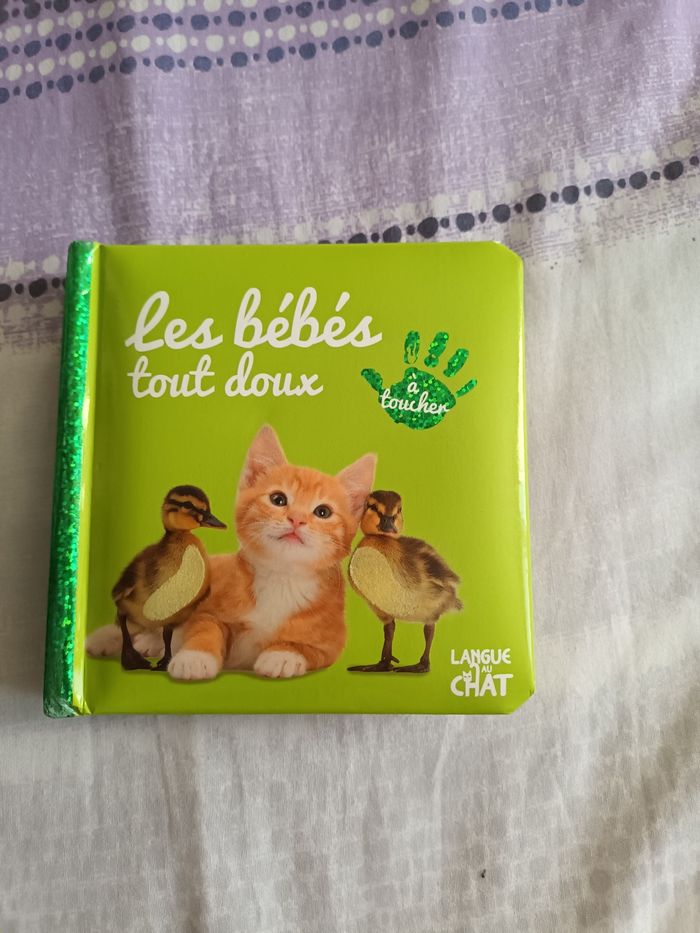 les bébés
tout doux
à
toucher
LANGUE
AU
CHAT